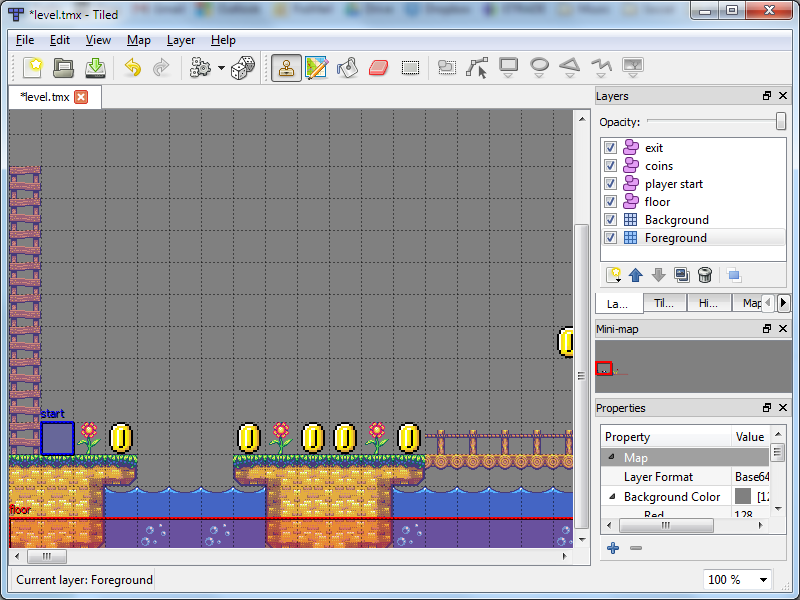 *level.tmx - Tiled
File Edit View Map Layer Help
*level.tmx
Layers
Opacity:
exit
coins
player start
floor
Background
Foreground
La... Til... Hi... Map
Mini-map
start
floor
Properties
Property Value
Map
Layer Format Base64
Background Color [12
Red 128
Current layer: Foreground
100 %